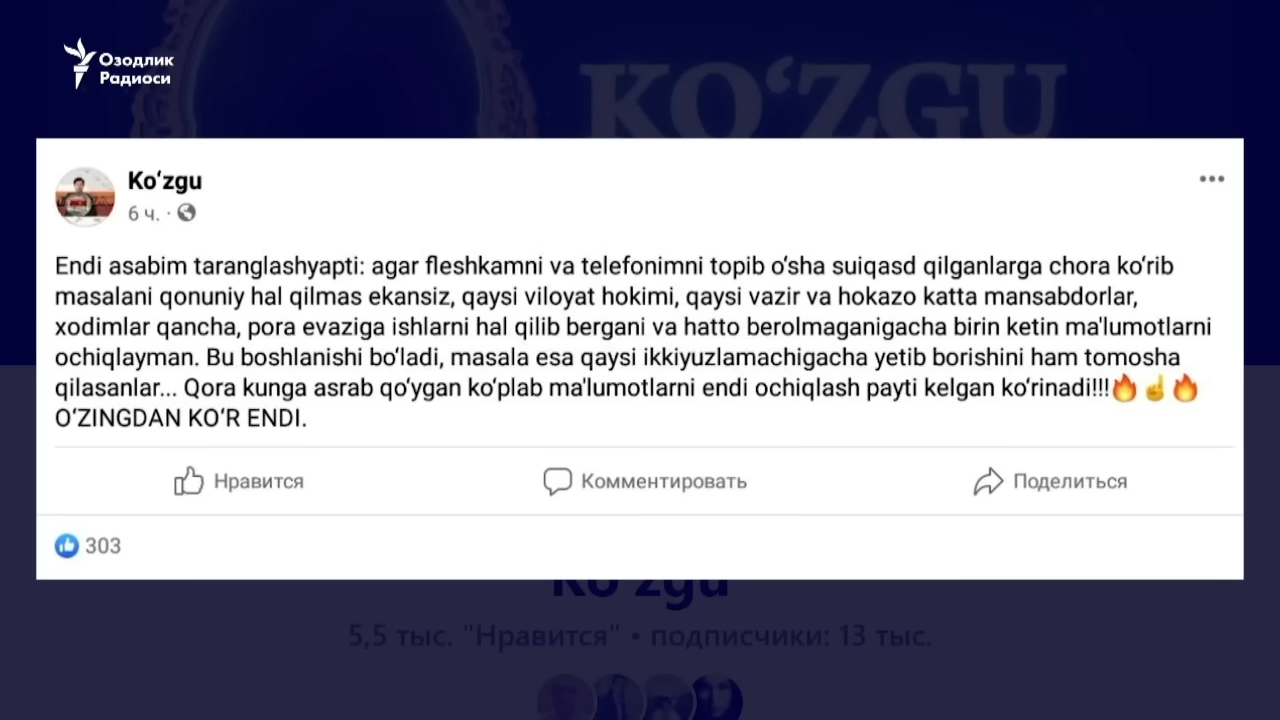 Озодлик
Радиоси
KO‘ZGU
Ko‘zgu
6 ч.
Endi asabim taranglashyapti: agar fleshkamni va telefonimni topib o‘sha suiqasd qilganlarga chora ko‘rib
masalani qonuniy hal qilmas ekansiz, qaysi viloyat hokimi, qaysi vazir va hokazo katta mansabdorlar,
xodimlar qancha, pora evaziga ishlarni hal qilib bergani va hatto berolmaganigacha birin ketin ma'lumotlarni
ochiqlayman. Bu boshlanishi bo‘ladi, masala esa qaysi ikkiyuzlamachigacha yetib borishini ham tomosha
qilasanlar... Qora kunga asrab qo‘ygan ko‘plab ma'lumotlarni endi ochiqlash payti kelgan ko‘rinadi!!!🔥☝️🔥
O‘ZINGDAN KO‘R ENDI.
Нравится
Комментировать
Поделиться
303
Ko‘zgu
5,5 тыс. "Нравится" • подписчики: 13 тыс.